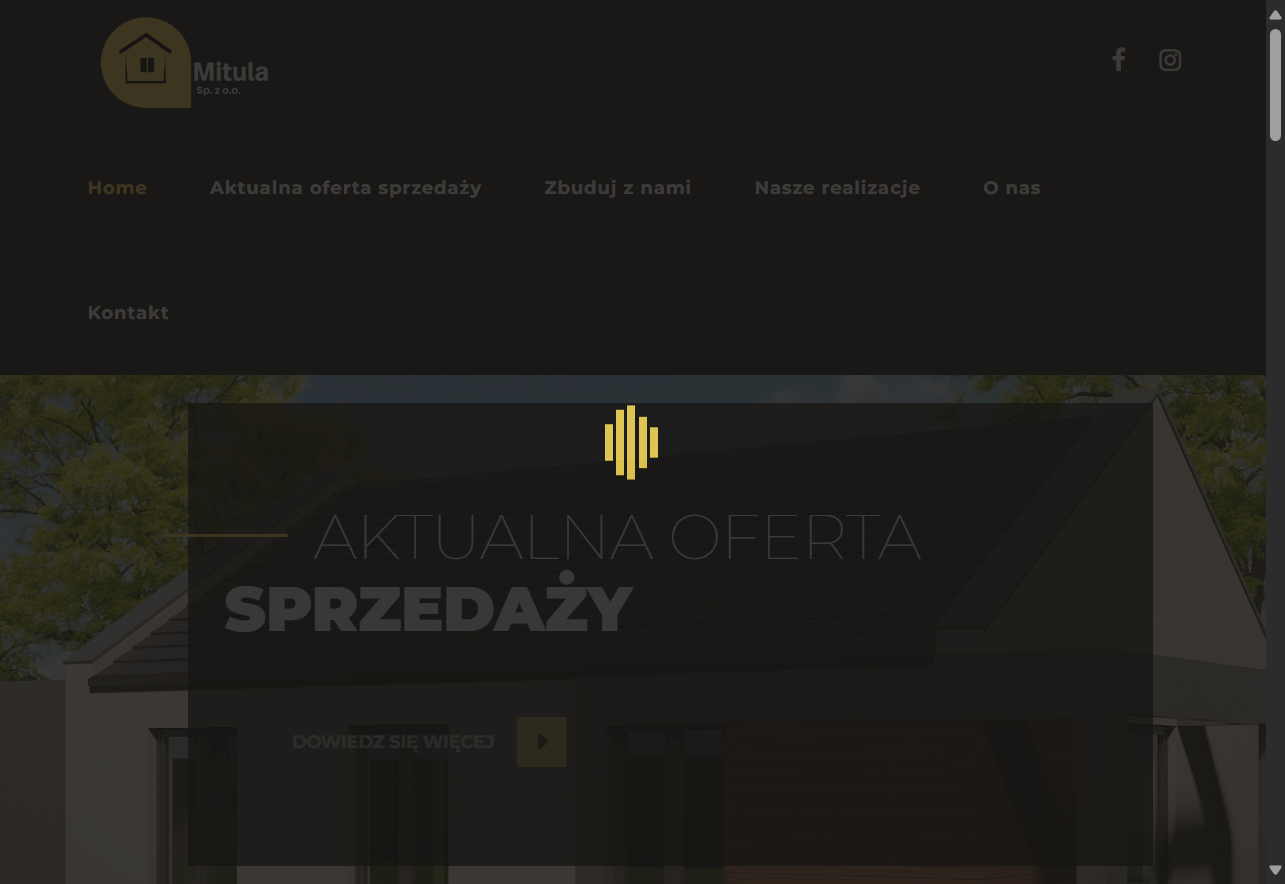 Mitula
Sp. z o.o.
Home
Aktualna oferta sprzedaży
Zbuduj z nami
Nasze realizacje
O nas
Kontakt
AKTUALNA OFERTA
SPRZEDAŻY
DOWIEDZ SIĘ WIĘCEJ